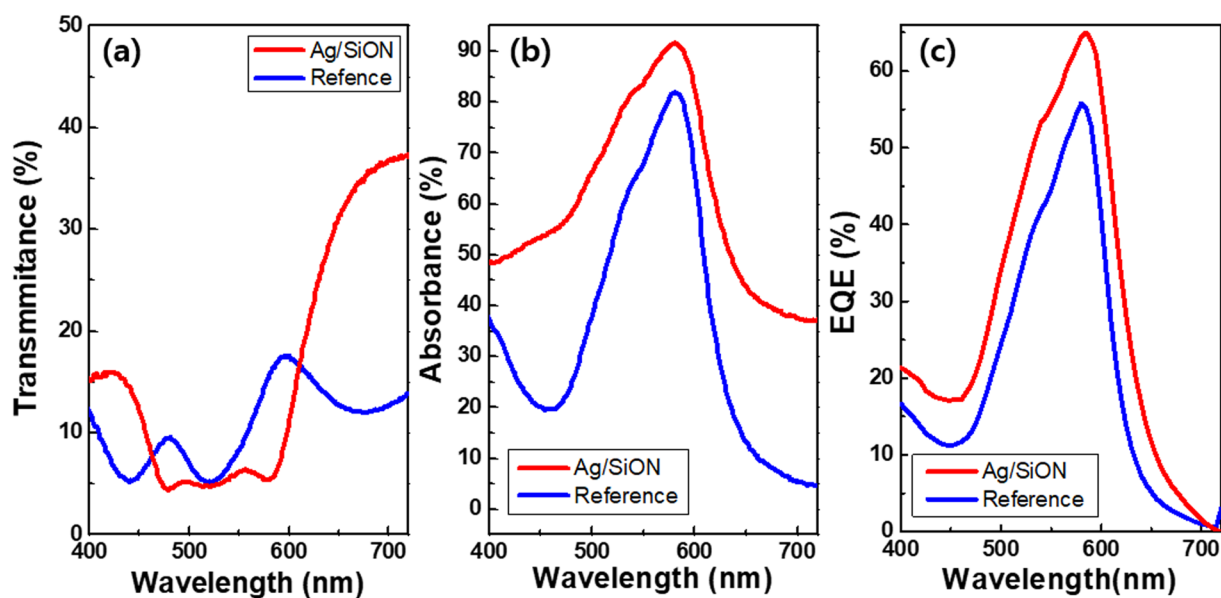 (a)
Ag/SiON
Refence
Transmmitance (%)
50
40
30
20
10
0
400 500 600 700
Wavelength (nm)
(b)
Absorbance (%)
90
80
70
60
50
40
30
20
10
0
Ag/SiON
Reference
400 500 600 700
Wavelength (nm)
(c)
EQE (%)
60
50
40
30
20
10
0
Ag/SiON
Reference
400 500 600 700
Wavelength(nm)